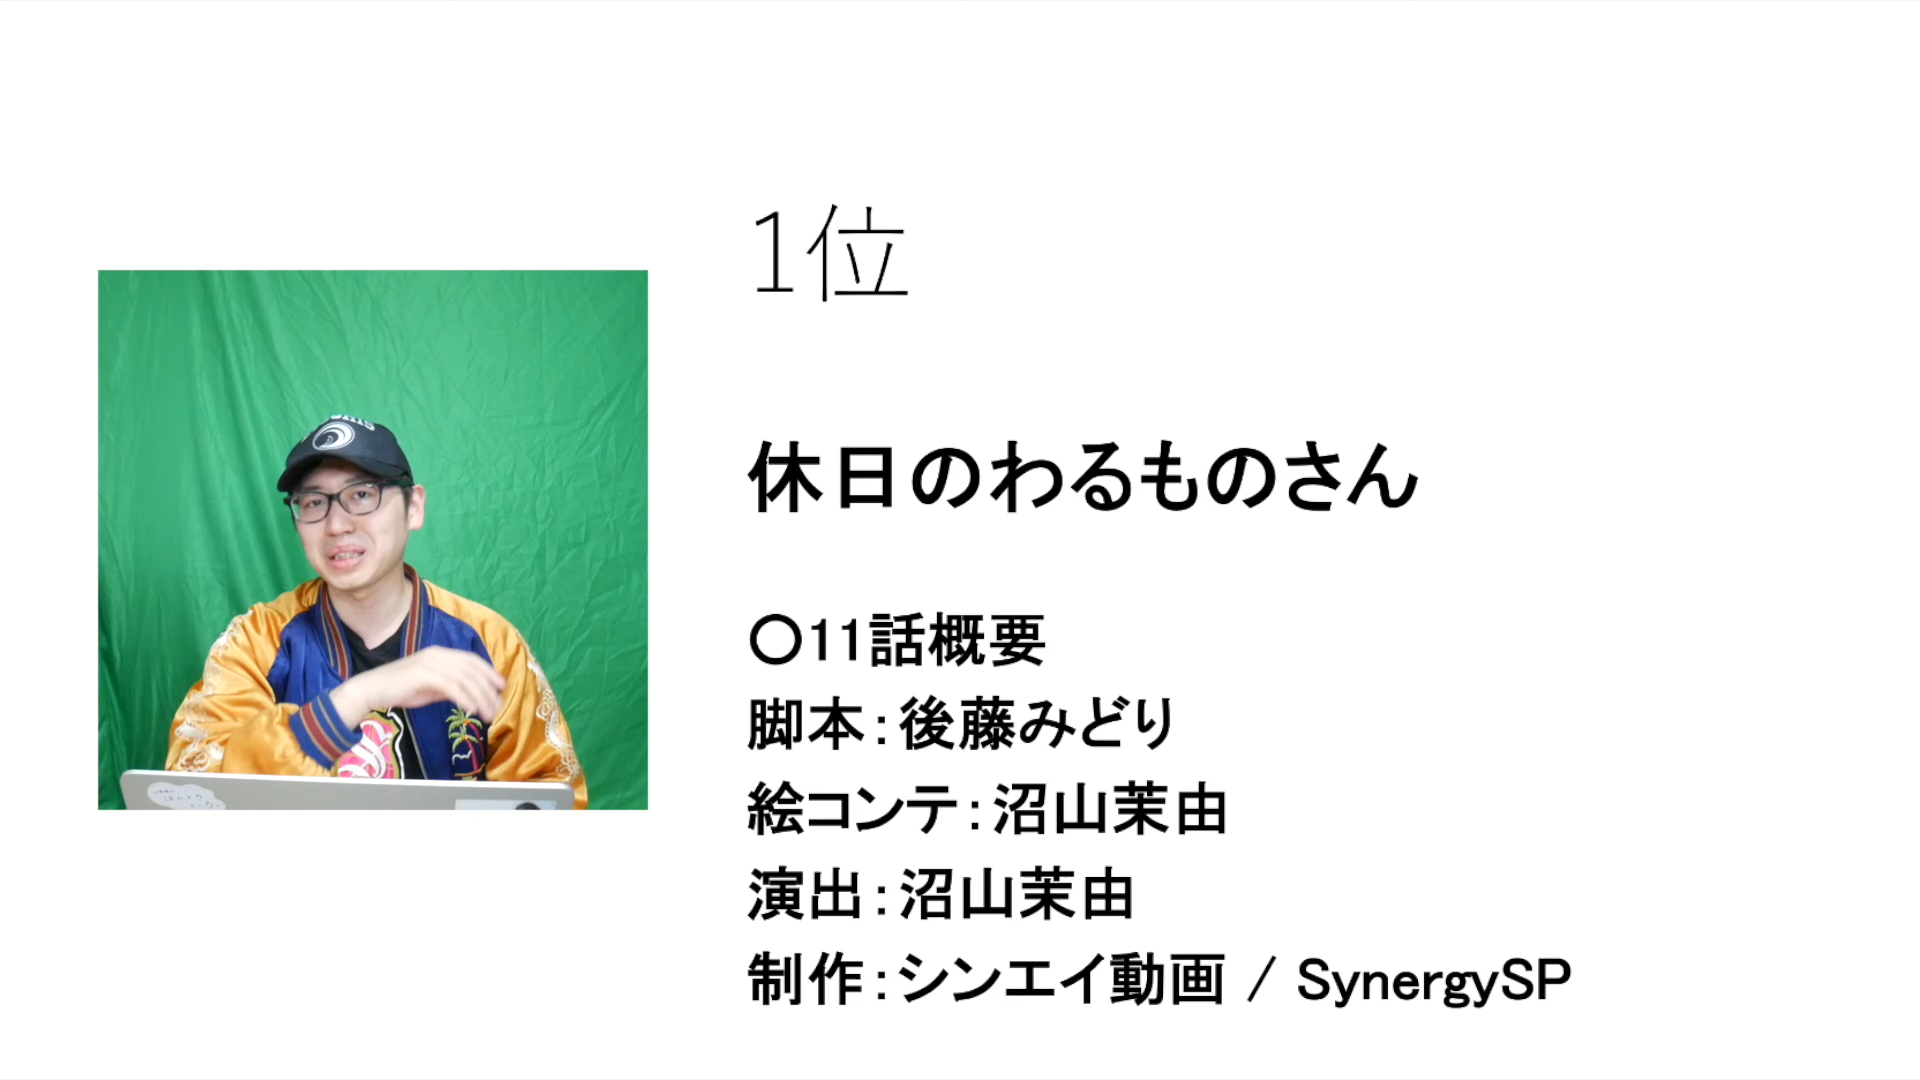 1位
休日のわるものさん
〇11話概要
脚本：後藤みどり
絵コンテ：沼山茉由
演出：沼山茉由
制作：シンエイ動画 / SynergySP